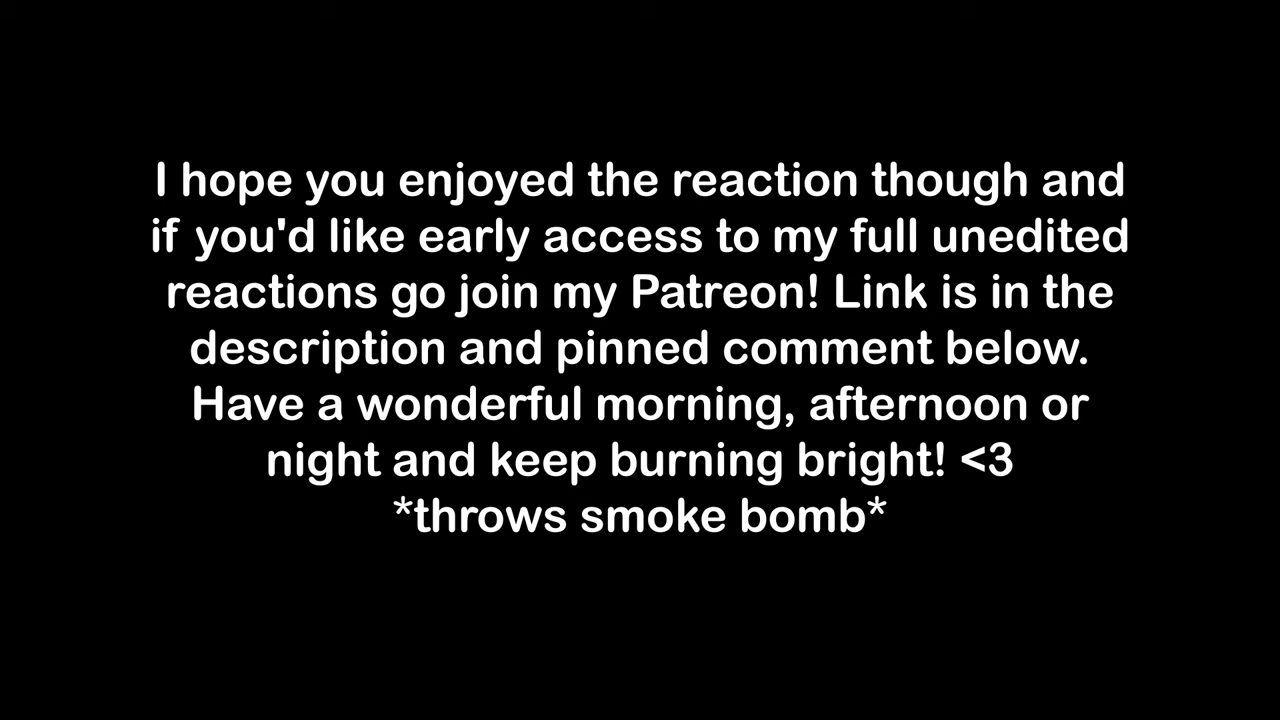 I hope you enjoyed the reaction though and
if you'd like early access to my full unedited
reactions go join my Patreon! Link is in the
description and pinned comment below.
Have a wonderful morning, afternoon or
night and keep burning bright! <3
*throws smoke bomb*